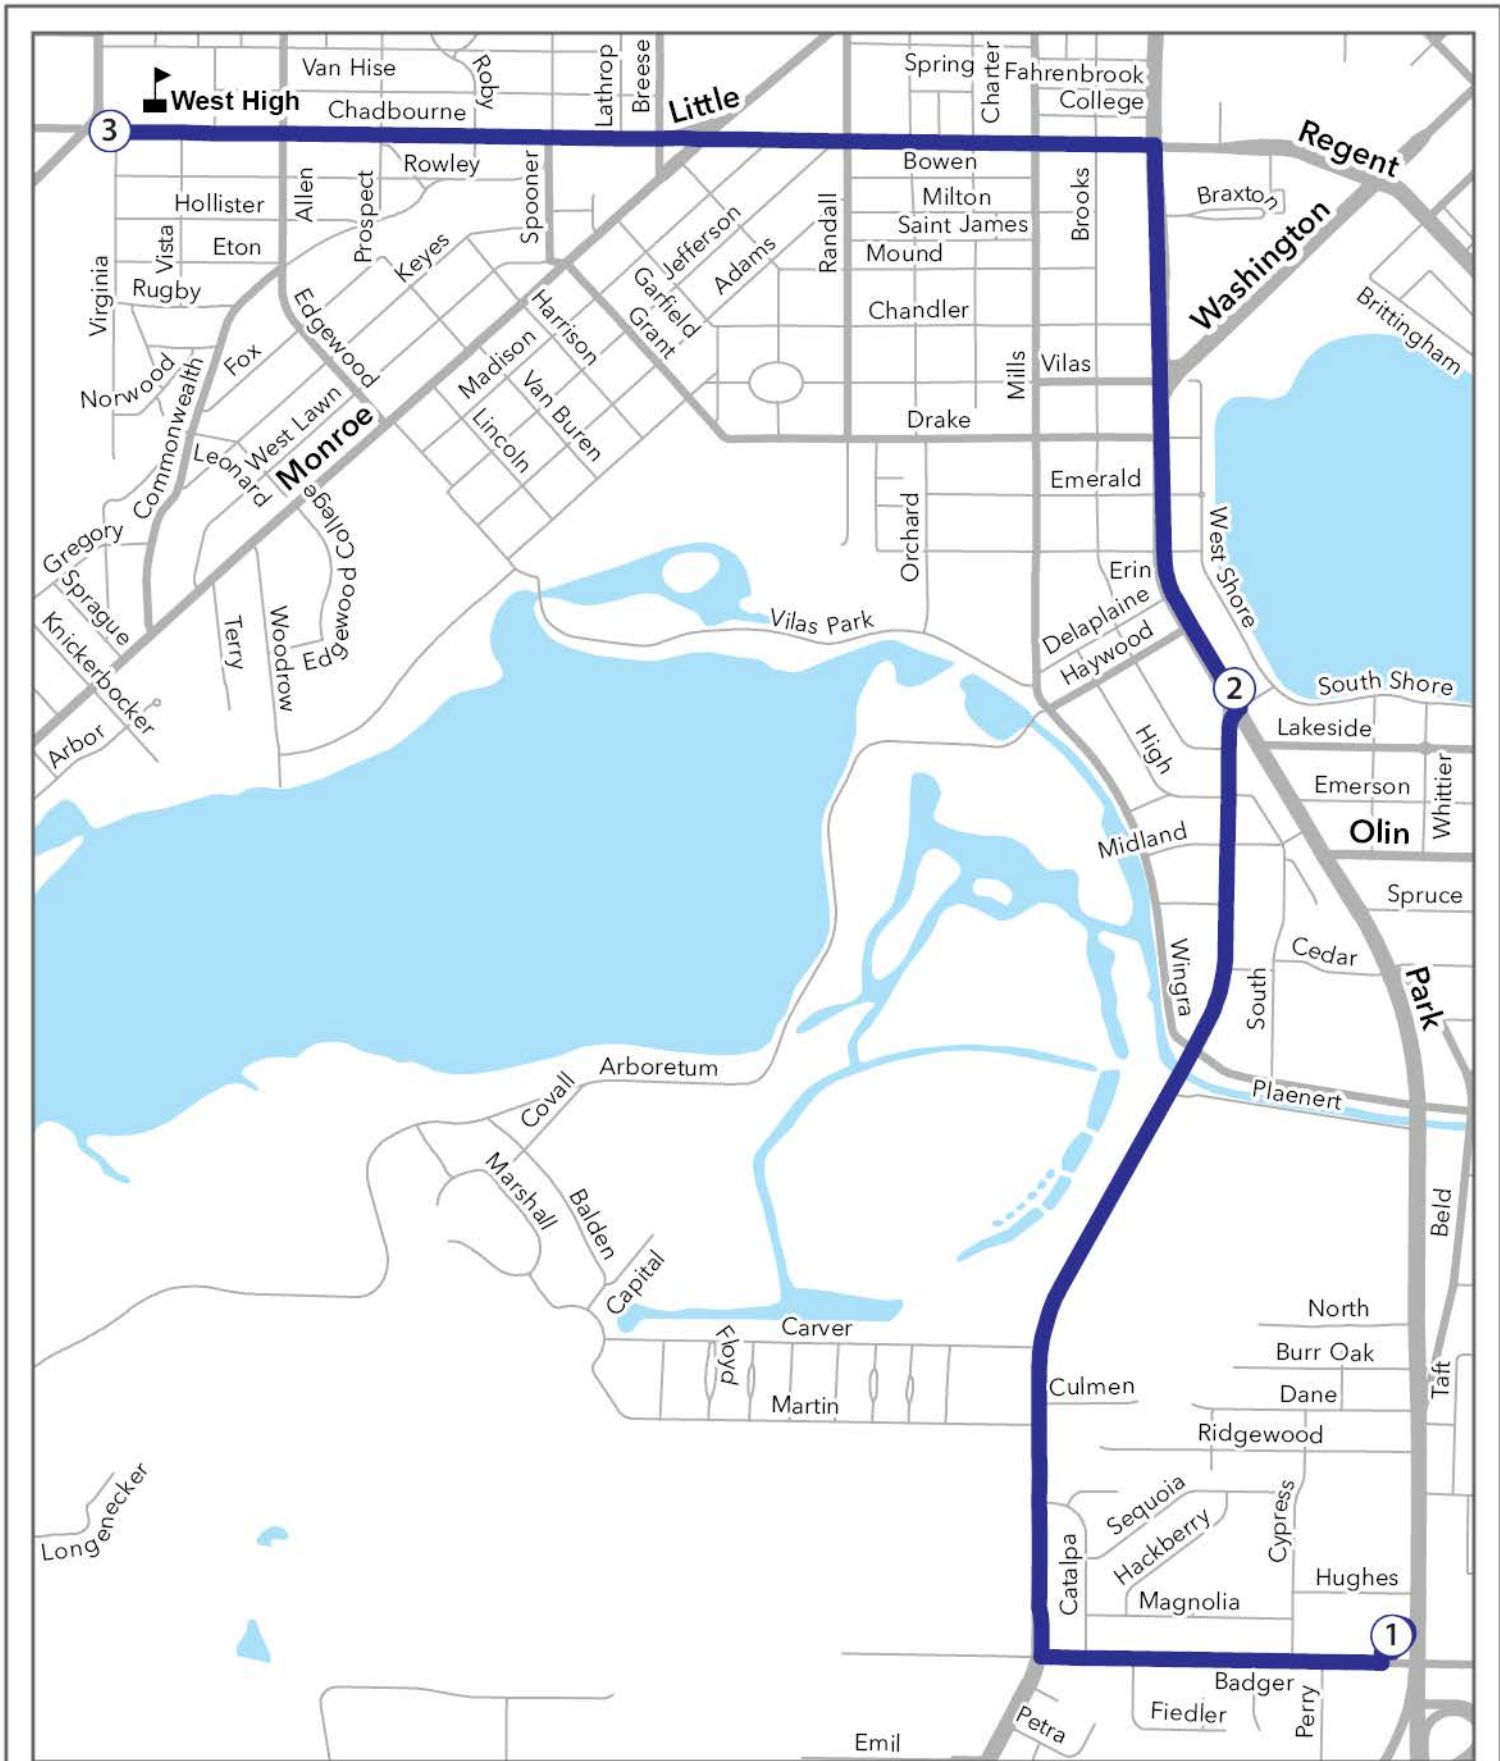 Van Hise
Roby
Lathrop
Breese
Little
Spring
Charter
Fahrenbrook
College
West High
Chadbourne
3
Regent
Rowley
Spooner
Bowen
Milton
Saint James
Mound
Brooks
Braxton
Hollister
Allen
Prospect
Vista
Eton
Keyes
Jefferson
Garfield
Adams
Randall
Washington
Virginia
Rugby
Edgewood
Harrison
Grant
Chandler
Brittingham
Norwood
Fox
Commonwealth
Madison
Van Buren
Mills
Vilas
West Lawn
Monroe
Lincoln
Drake
Leonard
Emerald
Orchard
Gregory
Edgewood College
West Shore
Sprague
Erin
Delaplaine
Haywood
Vilas Park
Knickerbocker
Terry
Woodrow
Arbor
2
South Shore
Lakeside
High
Emerson
Whittier
Olin
Midland
Spruce
Wingra
South
Cedar
Park
Arboretum
Covall
Plaenert
Marshall
Balden
Capital
Beld
North
Carver
Floyd
Burr Oak
Culmen
Dane
Taft
Martin
Ridgewood
Longenecker
Sequoia
Hackberry
Cypress
Catalpa
Hughes
Magnolia
1
Badger
Fiedler
Perry
Petra
Emil